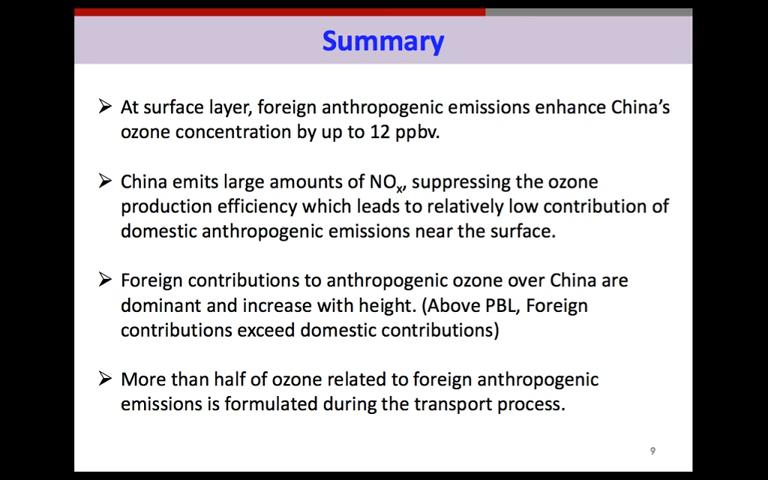 Summary
➢ At surface layer, foreign anthropogenic emissions enhance China's
ozone concentration by up to 12 ppbv.
➢ China emits large amounts of NOx, suppressing the ozone
production efficiency which leads to relatively low contribution of
domestic anthropogenic emissions near the surface.
➢ Foreign contributions to anthropogenic ozone over China are
dominant and increase with height. (Above PBL, Foreign
contributions exceed domestic contributions)
➢ More than half of ozone related to foreign anthropogenic
emissions is formulated during the transport process.
9